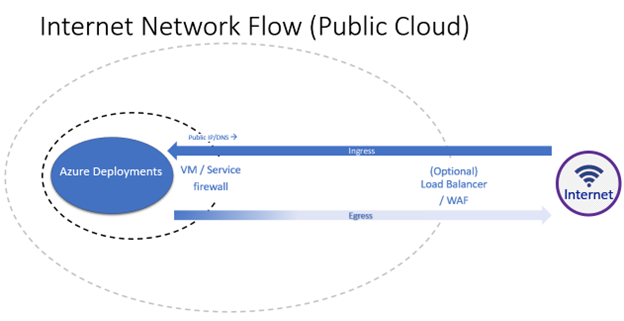 Internet Network Flow (Public Cloud)
Public IP/DNS →
Ingress
Azure Deployments
VM / Service
firewall
(Optional)
Load Balancer
/ WAF
Internet
Egress